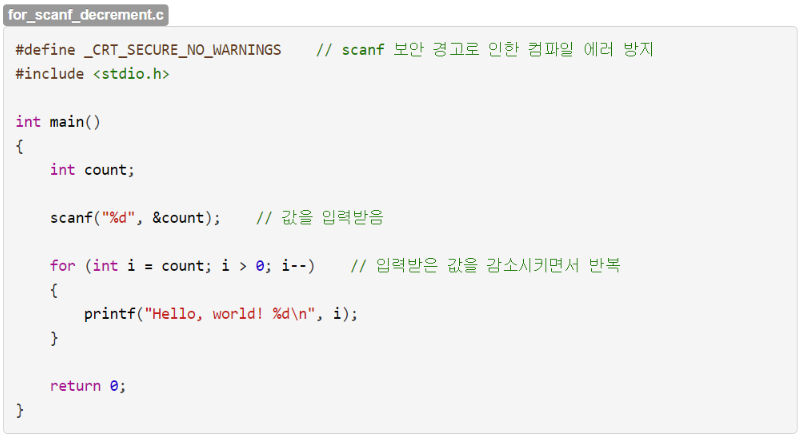 for_scanf_decrement.c
#define _CRT_SECURE_NO_WARNINGS    // scanf 보안 경고로 인한 컴파일 에러 방지
#include <stdio.h>
int main()
{
    int count;
    scanf("%d", &count);    // 값을 입력받음
    for (int i = count; i > 0; i--)    // 입력받은 값을 감소시키면서 반복
    {
        printf("Hello, world! %d\n", i);
    }
    return 0;
}